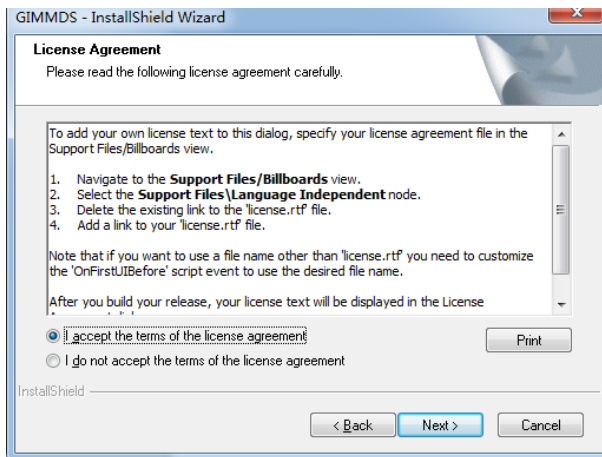 GIMMDS - InstallShield Wizard
License Agreement
Please read the following license agreement carefully.
To add your own license text to this dialog, specify your license agreement file in the
Support Files/Billboards view.
1. Navigate to the Support Files/Billboards view.
2. Select the Support Files\Language Independent node.
3. Delete the existing link to the 'license.rtf' file.
4. Add a link to your 'license.rtf' file.
Note that if you want to use a file name other than 'license.rtf' you need to customize
the 'OnFirstUIBefore' script event to use the desired file name.
After you build your release, your license text will be displayed in the License
I accept the terms of the license agreement
Print
I do not accept the terms of the license agreement
InstallShield
< Back
Next >
Cancel